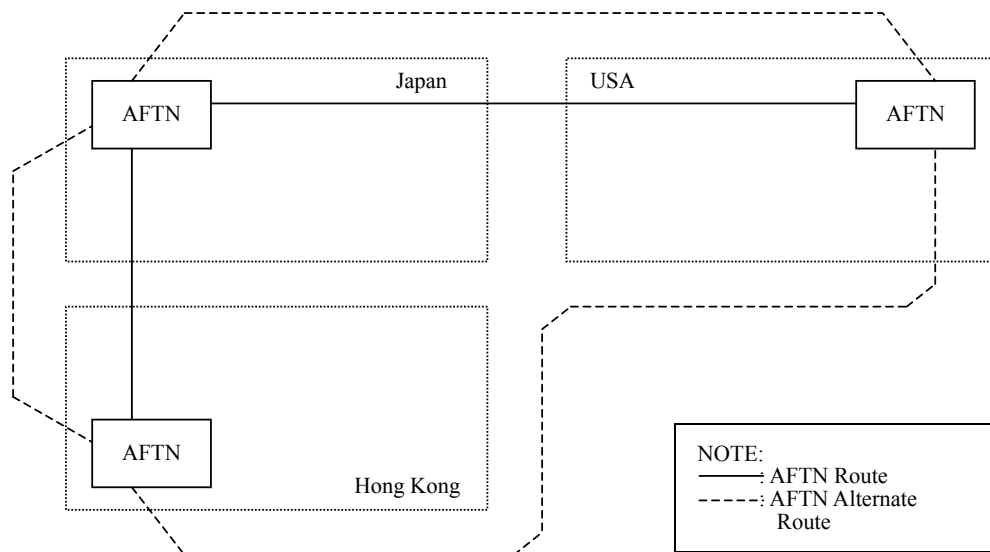 Japan
USA
AFTN
AFTN
AFTN
Hong Kong
NOTE:
: AFTN Route
: AFTN Alternate
Route